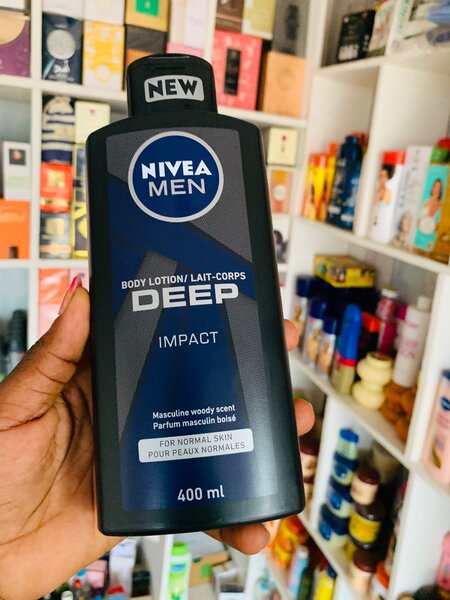 NEW
NIVEA
MEN
BODY LOTION/ LAIT-CORPS
DEEP
IMPACT
Masculine woody scent
Parfum masculin boisé
FOR NORMAL SKIN
POUR PEAUX NORMALES
400 ml